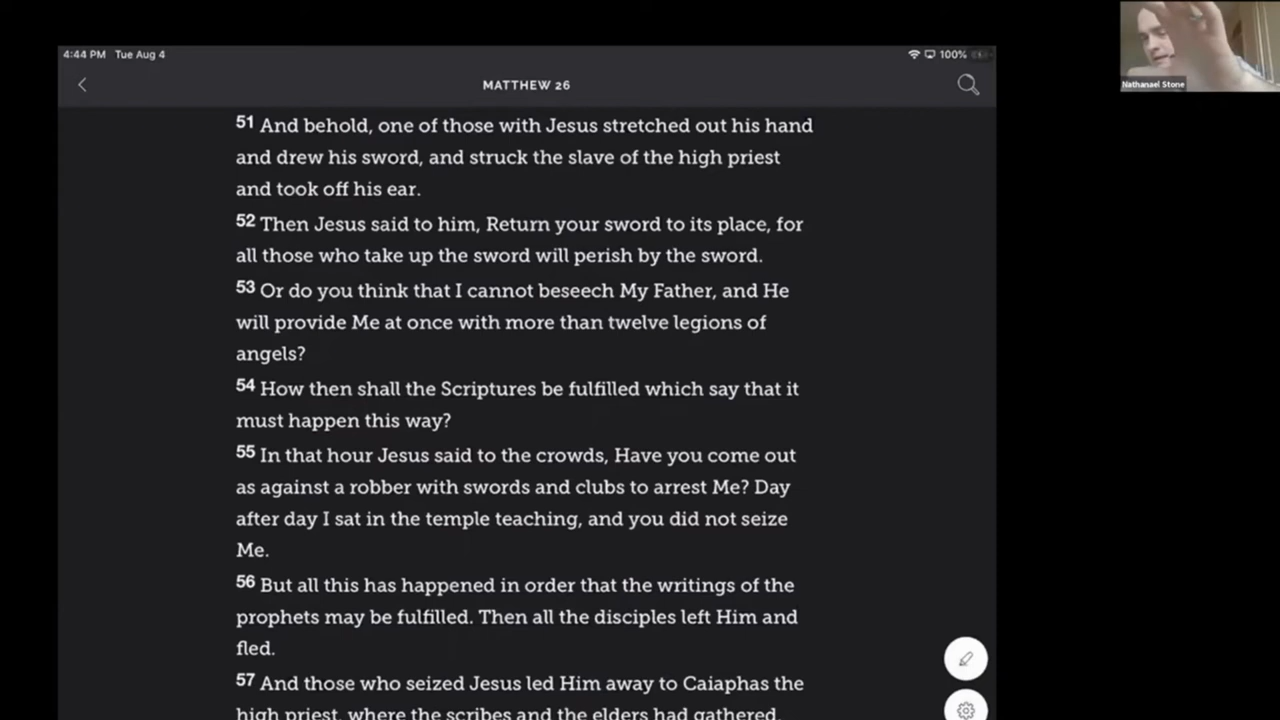 4:44 PM Tue Aug 4
100%
MATTHEW 26
Nathanael Stone
51 And behold, one of those with Jesus stretched out his hand
and drew his sword, and struck the slave of the high priest
and took off his ear.
52 Then Jesus said to him, Return your sword to its place, for
all those who take up the sword will perish by the sword.
53 Or do you think that I cannot beseech My Father, and He
will provide Me at once with more than twelve legions of
angels?
54 How then shall the Scriptures be fulfilled which say that it
must happen this way?
55 In that hour Jesus said to the crowds, Have you come out
as against a robber with swords and clubs to arrest Me? Day
after day I sat in the temple teaching, and you did not seize
Me.
56 But all this has happened in order that the writings of the
prophets may be fulfilled. Then all the disciples left Him and
fled.
57 And those who seized Jesus led Him away to Caiaphas the
high priest, where the scribes and the elders had gathered.